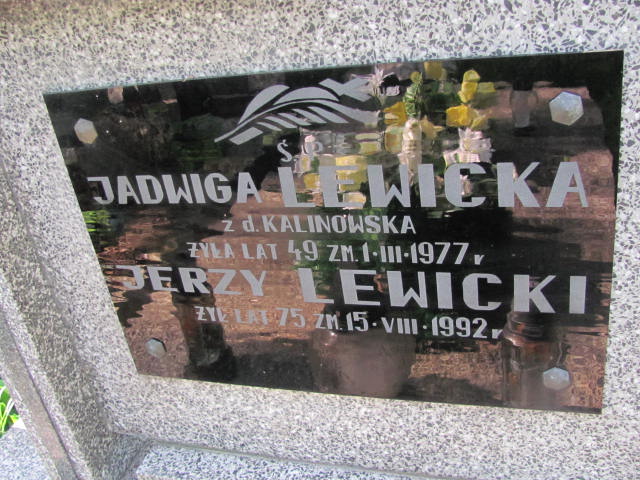 Ś.P.
JADWIGA LEWICKA
z d. KALINOWSKA
ŻYŁA LAT 49 ZM. 1·III·1977 r
JERZY LEWICKI
ŻYŁ LAT 75 ZM. 15·VIII·1992 r